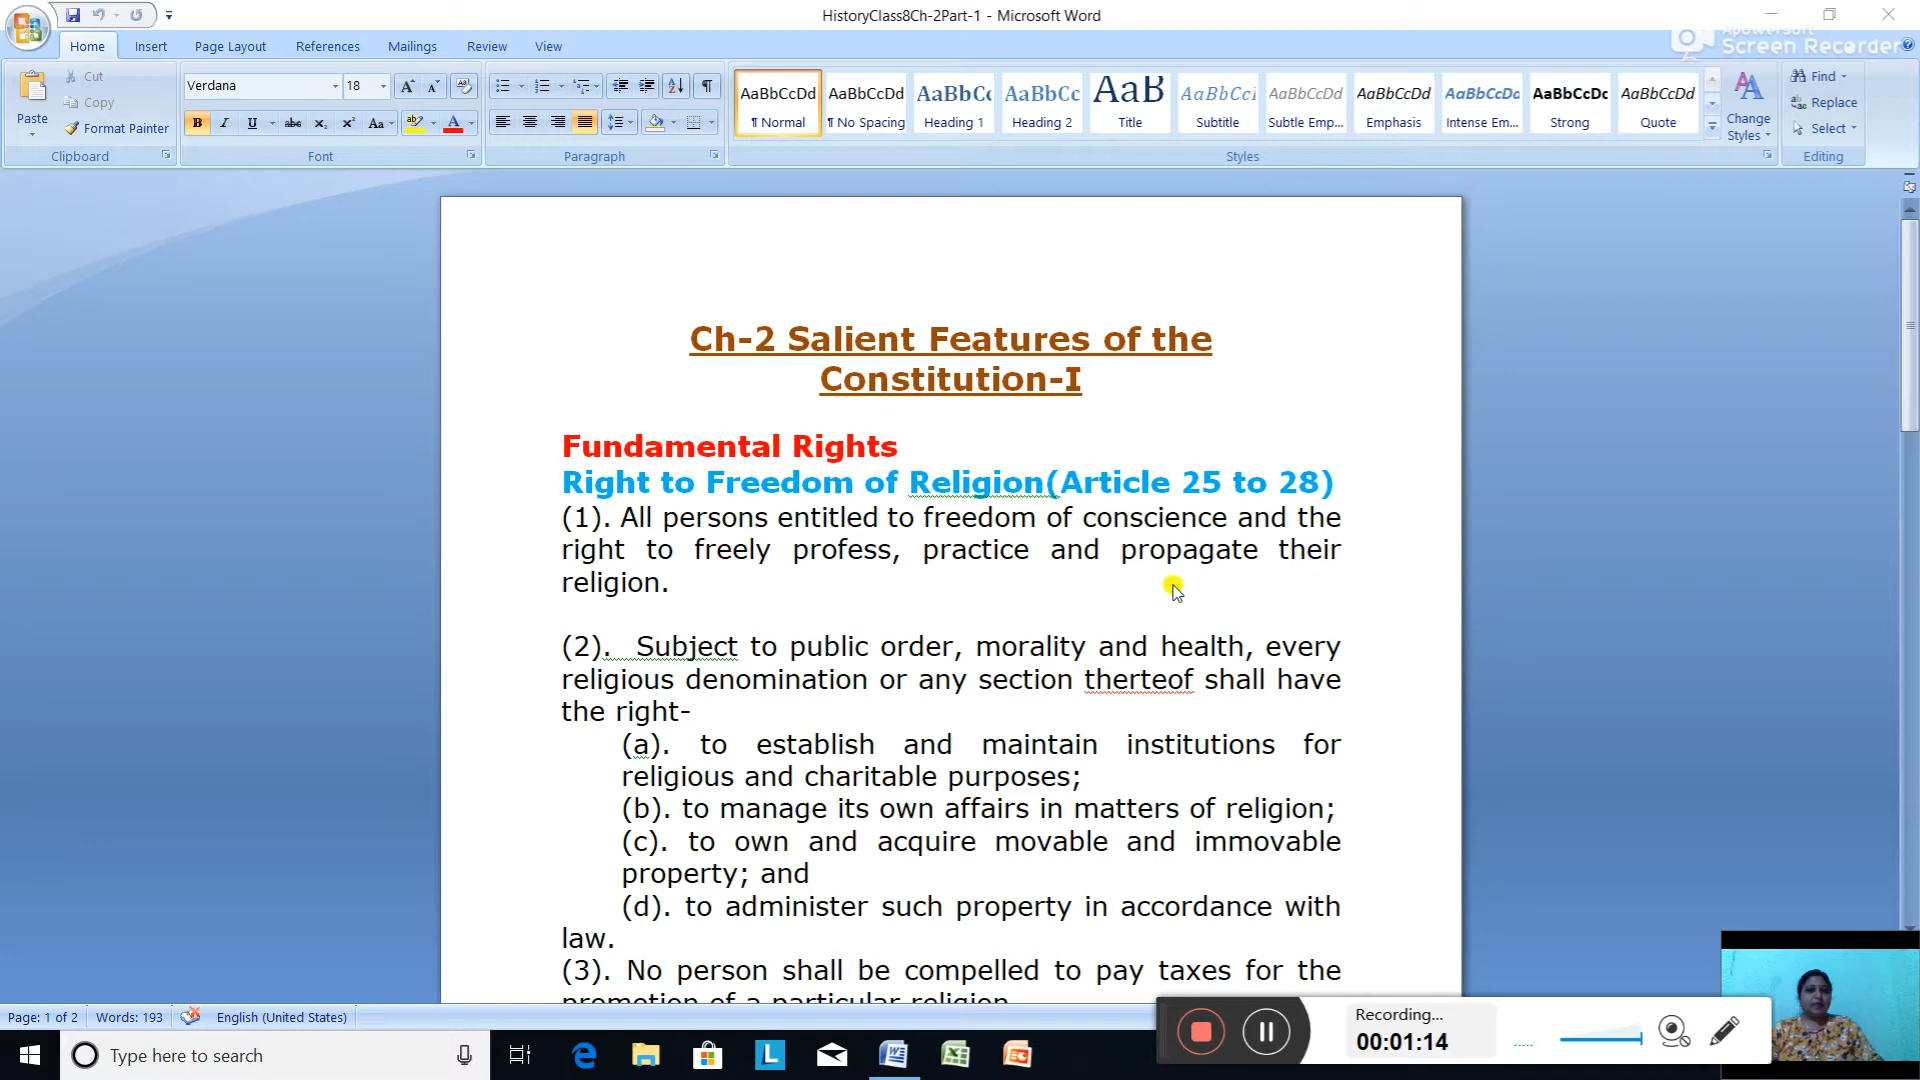 HistoryClass8Ch-2Part-1 - Microsoft Word
Apowersoft
Screen Recorder
Home Insert Page Layout References Mailings Review View
Paste
Cut
Copy
Format Painter
Clipboard
Verdana 18
Font
Paragraph
AaBbCcDd AaBbCcDd AaBbCc AaBbCc AaB AaBbCcI AaBbCcDd AaBbCcDd AaBbCcDd AaBbCcDc AaBbCcDd
¶ Normal ¶ No Spacing Heading 1 Heading 2 Title Subtitle Subtle Emp... Emphasis Intense Em... Strong Quote
Change
Styles
Styles
Find
Replace
Select
Editing
Ch-2 Salient Features of the
Constitution-I
Fundamental Rights
Right to Freedom of Religion(Article 25 to 28)
(1). All persons entitled to freedom of conscience and the
right to freely profess, practice and propagate their
religion.
(2). Subject to public order, morality and health, every
religious denomination or any section therteof shall have
the right-
(a). to establish and maintain institutions for
religious and charitable purposes;
(b). to manage its own affairs in matters of religion;
(c). to own and acquire movable and immovable
property; and
(d). to administer such property in accordance with
law.
(3). No person shall be compelled to pay taxes for the
promotion of a particular religion
Page: 1 of 2 Words: 193 English (United States)
Recording...
00:01:14
Type here to search